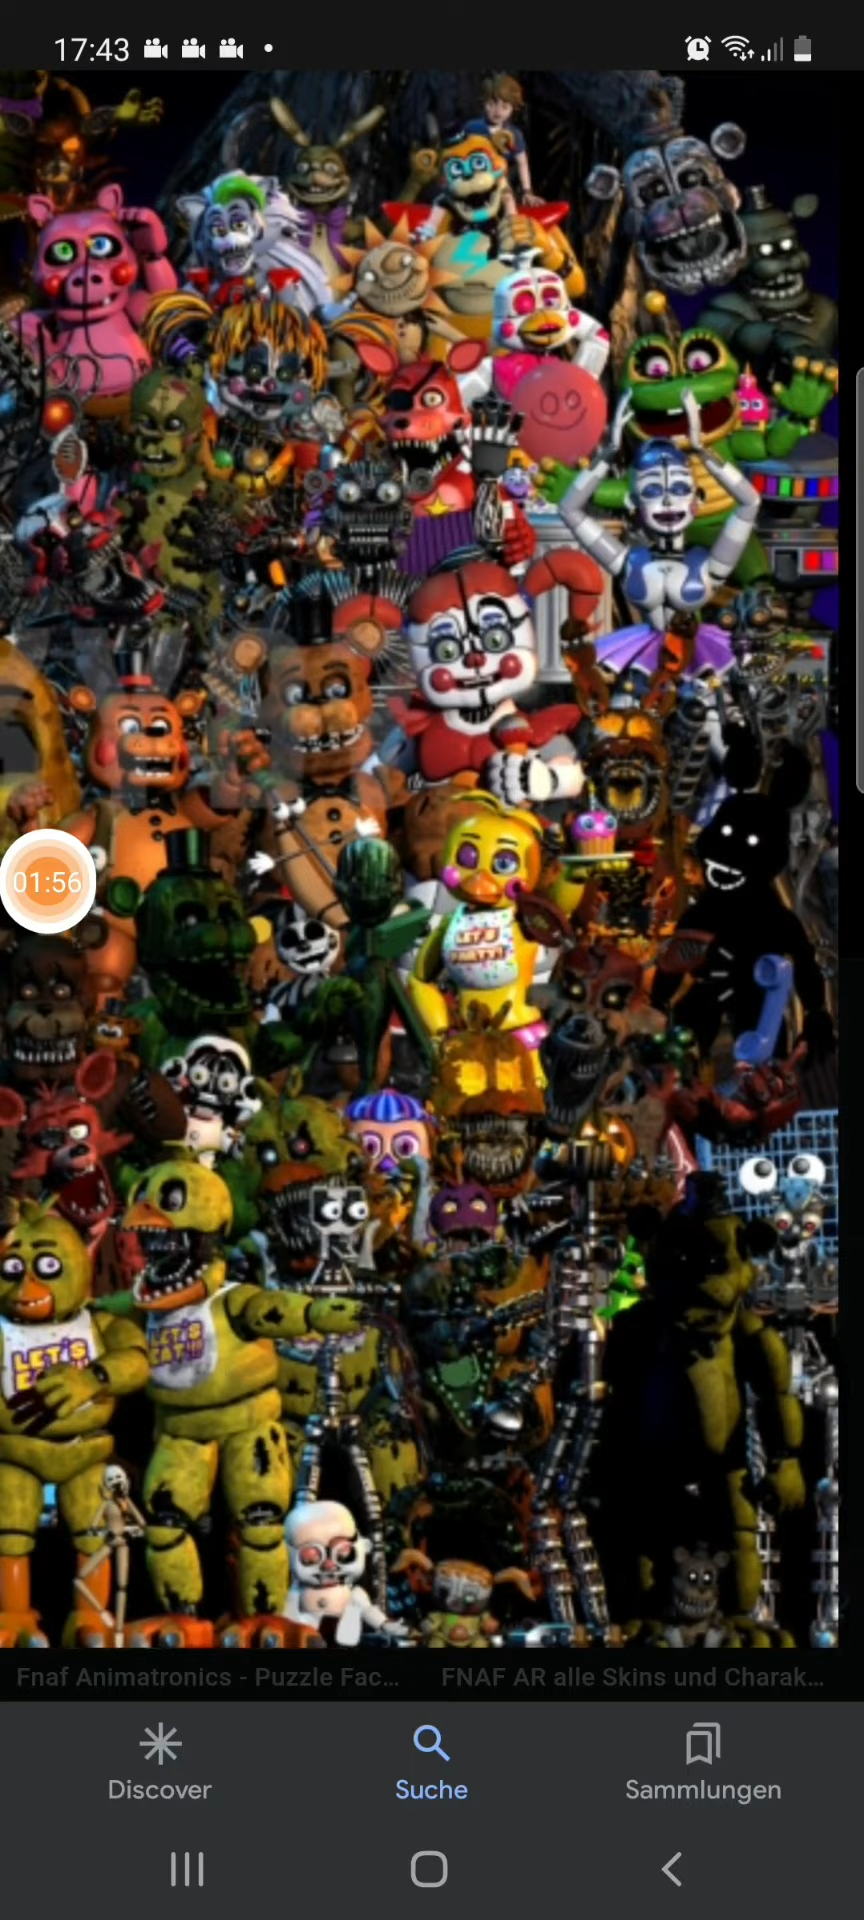 17:43
01:56
LET'S
PARTY!
LET'S
EAT!!!
LET'S
Fnaf Animatronics - Puzzle Fac...
FNAF AR alle Skins und Charak...
Discover
Suche
Sammlungen